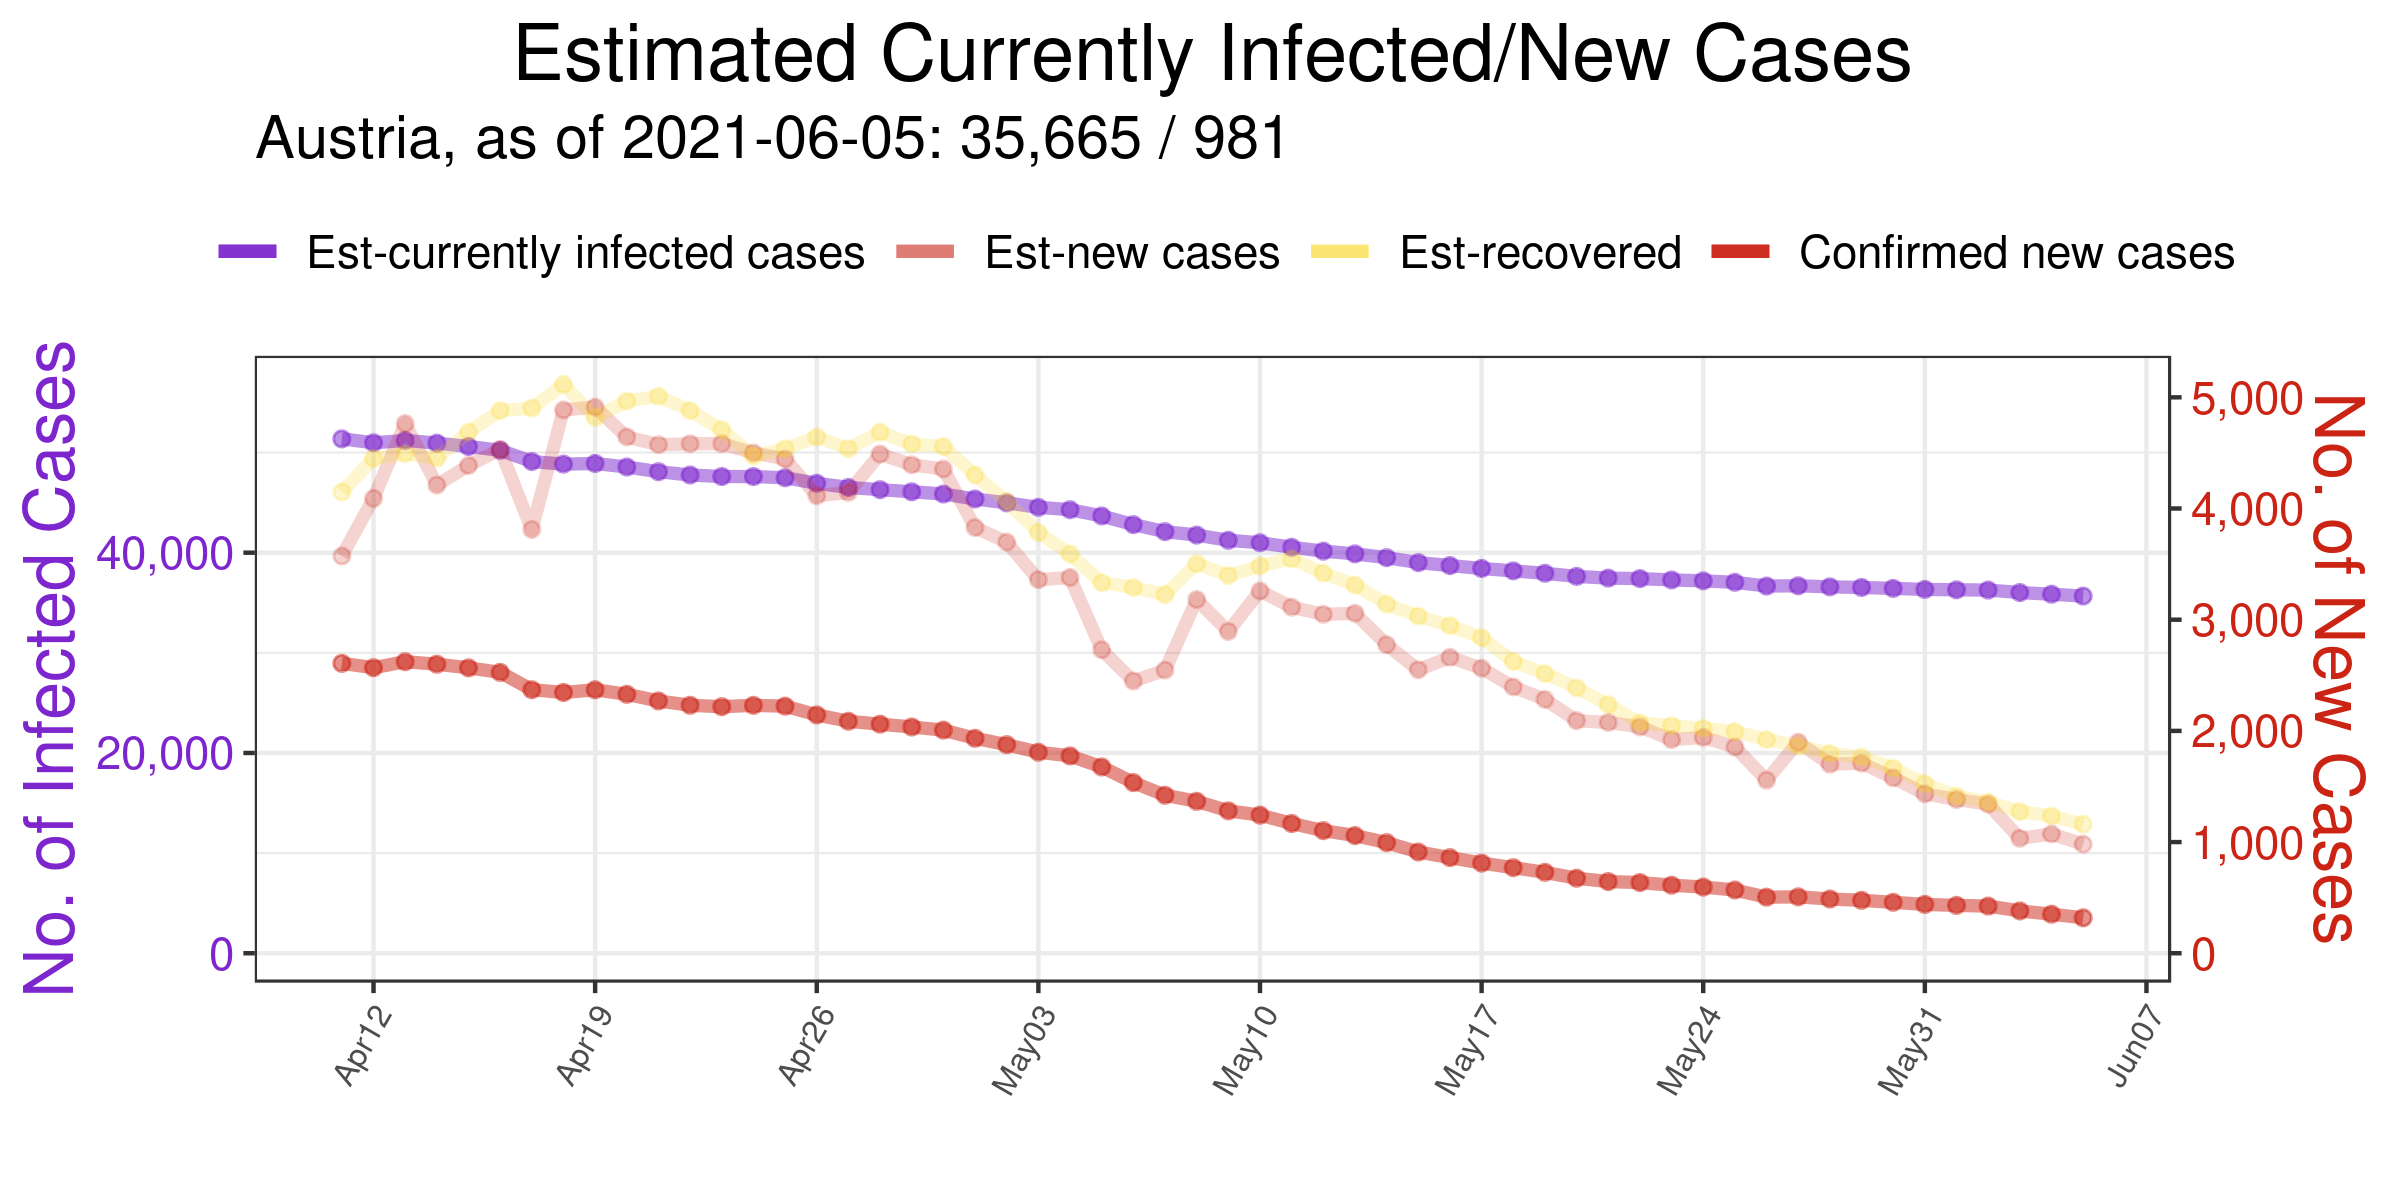 Estimated Currently Infected/New Cases
Austria, as of 2021-06-05: 35,665 / 981
Est-currently infected cases Est-new cases Est-recovered Confirmed new cases
No. of Infected Cases
40,000
20,000
0
5,000
4,000
3,000
2,000
1,000
0
No. of New Cases
Apr12 Apr19 Apr26 May03 May10 May17 May24 May31 Jun07